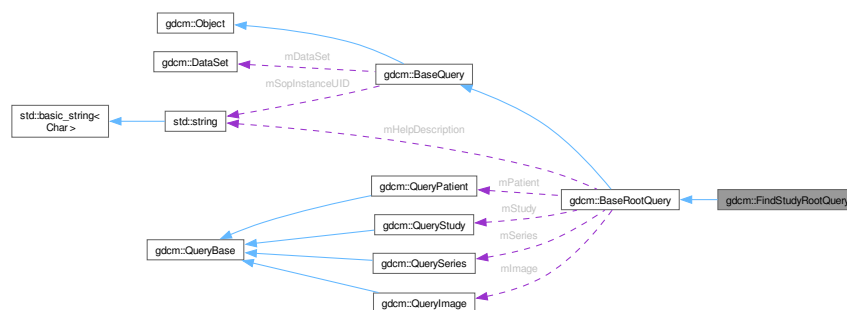 gdcm::Object
gdcm::DataSet
mDataSet
gdcm::BaseQuery
mSopInstanceUID
std::basic_string<
Char >
std::string
mHelpDescription
gdcm::QueryPatient
mPatient
gdcm::BaseRootQuery
gdcm::FindStudyRootQuery
mStudy
gdcm::QueryStudy
mSeries
gdcm::QueryBase
gdcm::QuerySeries
mImage
gdcm::QueryImage